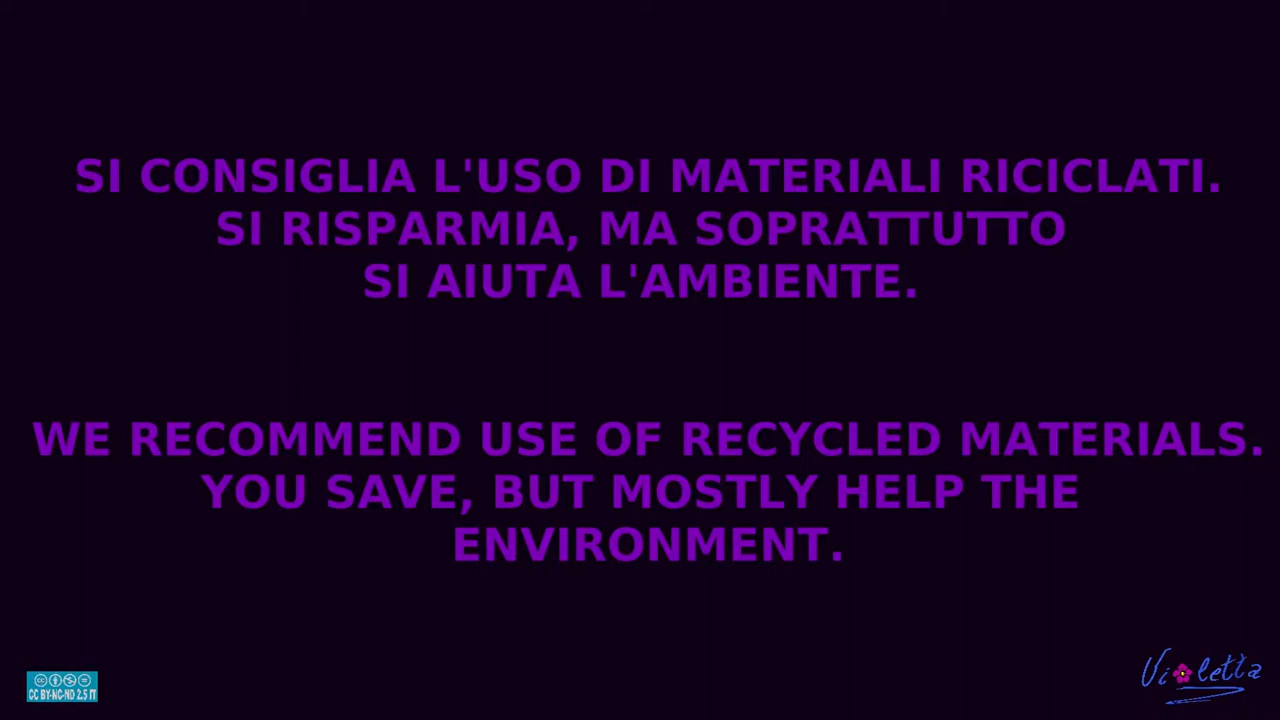 SI CONSIGLIA L'USO DI MATERIALI RICICLATI.
SI RISPARMIA, MA SOPRATTUTTO
SI AIUTA L'AMBIENTE.
WE RECOMMEND USE OF RECYCLED MATERIALS.
YOU SAVE, BUT MOSTLY HELP THE
ENVIRONMENT.
CC BY-NC-ND 2.5 IT
Violetta